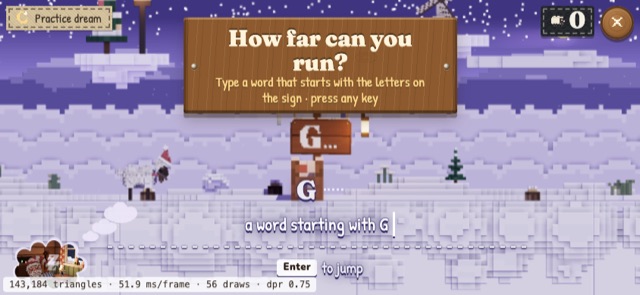 Practice dream
0
How far can you
run?
Type a word that starts with the letters on
the sign · press any key
G...
G ······
a word starting with G
Enter to jump
143,184 triangles · 51.9 ms/frame · 56 draws · dpr 0.75